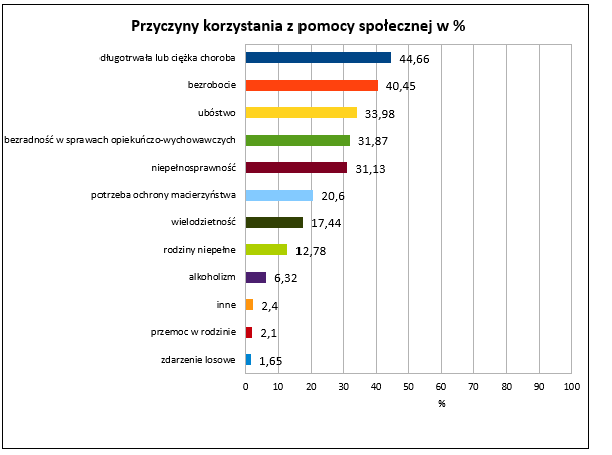 Przyczyny korzystania z pomocy społecznej w %
długotrwała lub ciężka choroba 44,66
bezrobocie 40,45
ubóstwo 33,98
bezradność w sprawach opiekuńczo-wychowawczych 31,87
niepełnosprawność 31,13
potrzeba ochrony macierzyństwa 20,6
wielodzietność 17,44
rodziny niepełne 12,78
alkoholizm 6,32
inne 2,4
przemoc w rodzinie 2,1
zdarzenie losowe 1,65
0 10 20 30 40 50 60 70 80 90 100
%